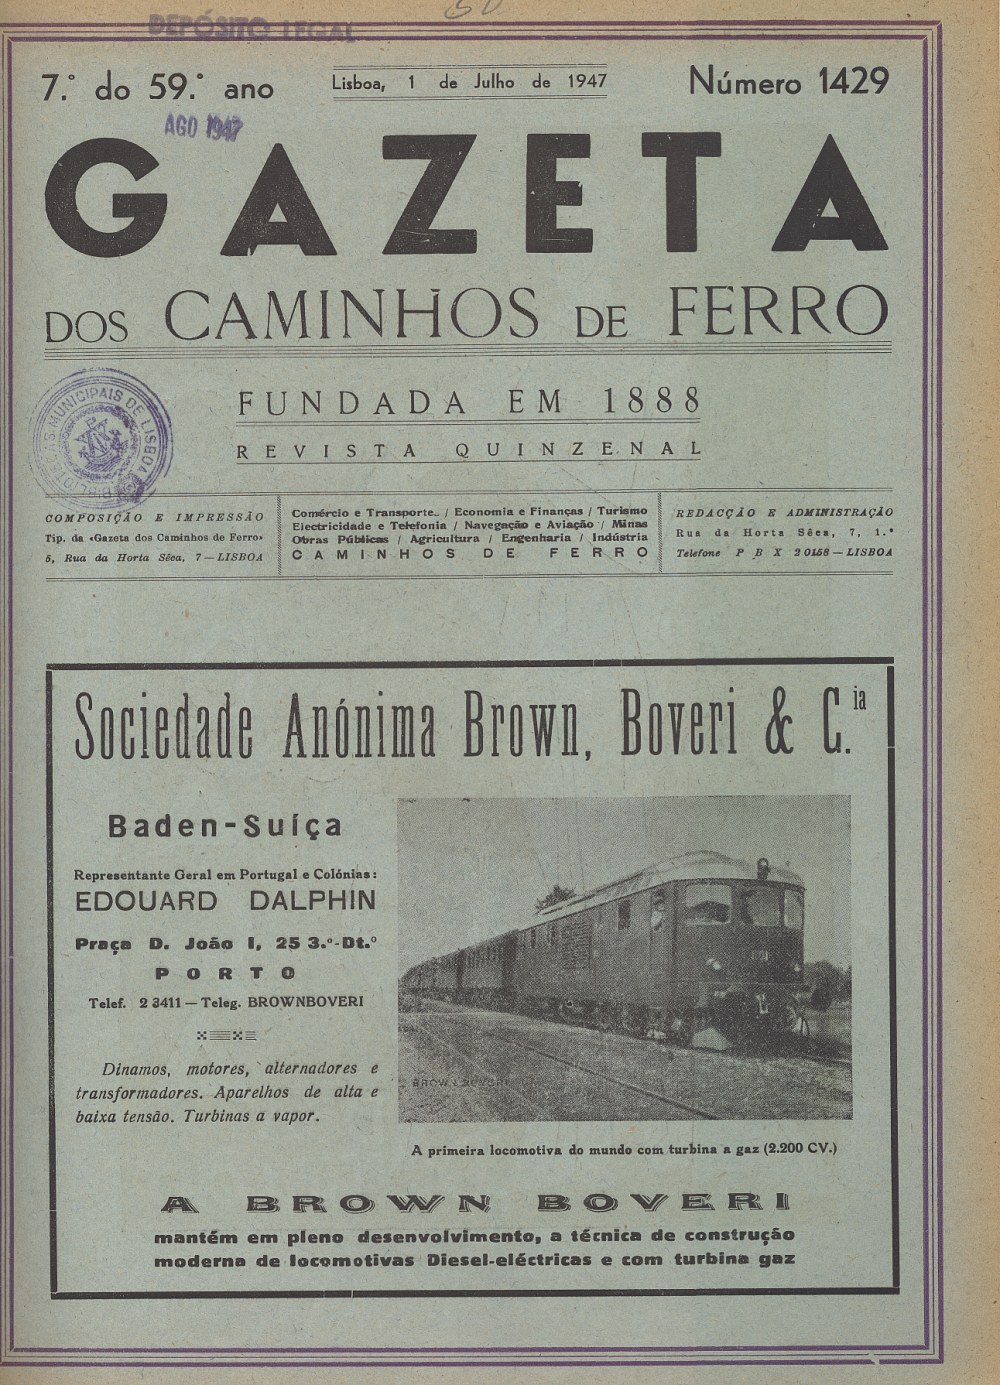 DEPÓSITO LEGAL
7.º do 59.º ano
Lisboa, 1 de Julho de 1947
Número 1429
AGO 1947
GAZETA
DOS CAMINHOS DE FERRO
FUNDADA EM 1888
REVISTA QUINZENAL
BIBLIOTECAS MUNICIPAIS DE LISBOA
COMPOSIÇÃO E IMPRESSÃO
Tip. da «Gazeta dos Caminhos de Ferro»
5, Rua da Horta Sêca, 7 — LISBOA
Comércio e Transporte.. / Economia e Finanças / Turismo
Electricidade e Telefonia / Navegação e Aviação / Minas
Obras Públicas / Agricultura / Engenharia / Indústria
CAMINHOS DE FERRO
REDACÇÃO E ADMINISTRAÇÃO
Rua da Horta Sêca, 7, 1.º
Telefone P B X 20158 — LISBOA
Sociedade Anónima Brown, Boveri & C.ia
Baden-Suíça
Representante Geral em Portugal e Colónias:
EDOUARD DALPHIN
Praça D. João I, 25 3.º-Dt.º
PORTO
Telef. 2 3411 — Teleg. BROWNBOVERI
Dinamos, motores, alternadores e
transformadores. Aparelhos de alta e
baixa tensão. Turbinas a vapor.
BROWN BOVERI
A primeira locomotiva do mundo com turbina a gaz (2.200 CV.)
A BROWN BOVERI
mantém em pleno desenvolvimento, a técnica de construção
moderna de locomotivas Diesel-eléctricas e com turbina gaz